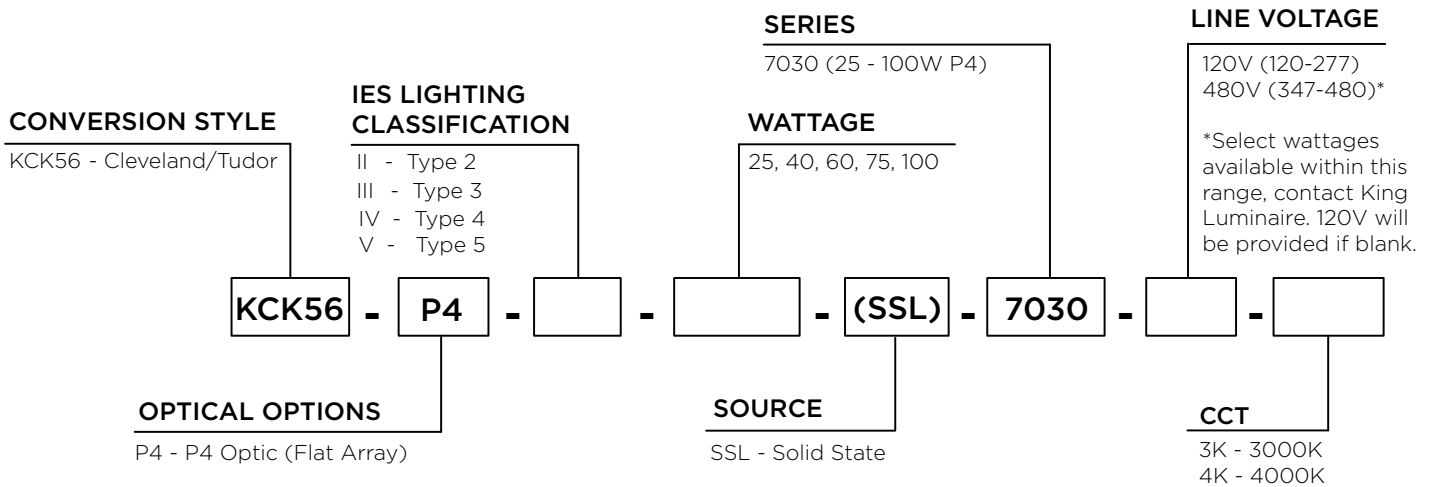 SERIES
7030 (25 - 100W P4)
LINE VOLTAGE
120V (120-277)
480V (347-480)*
*Select wattages
available within this
range, contact King
Luminaire. 120V will
be provided if blank.
IES LIGHTING
CLASSIFICATION
II - Type 2
III - Type 3
IV - Type 4
V - Type 5
CONVERSION STYLE
KCK56 - Cleveland/Tudor
WATTAGE
25, 40, 60, 75, 100
KCK56 - P4 - - - (SSL) - 7030 - -
OPTICAL OPTIONS
P4 - P4 Optic (Flat Array)
SOURCE
SSL - Solid State
CCT
3K - 3000K
4K - 4000K